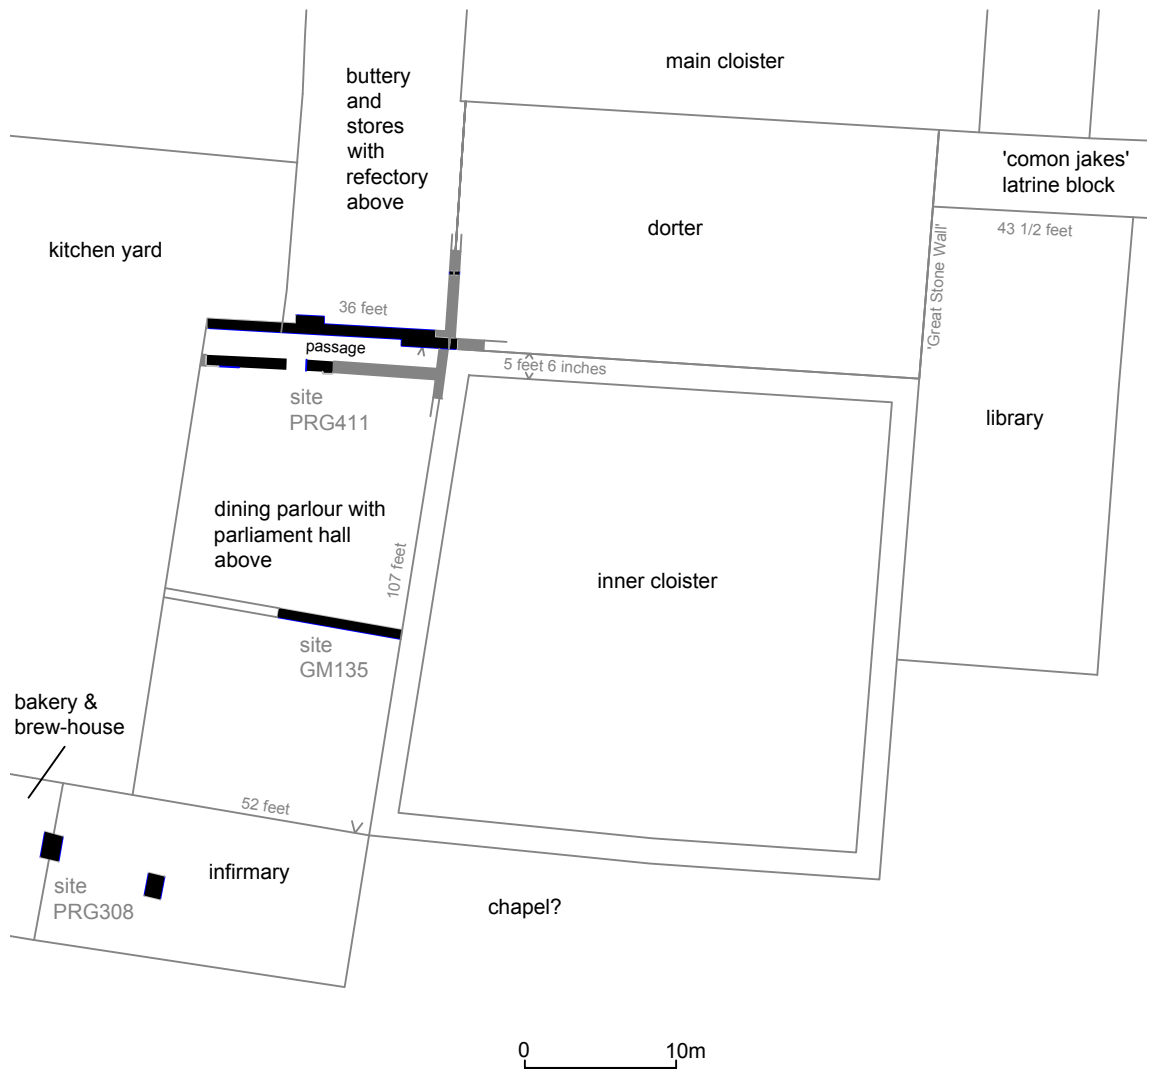 main cloister
buttery
and
stores
with
refectory
above
'comon jakes'
latrine block
43 1/2 feet
dorter
kitchen yard
'Great Stone Wall'
36 feet
passage
5 feet 6 inches
site
PRG411
library
dining parlour with
parliament hall
above
107 feet
inner cloister
site
GM135
bakery &
brew-house
52 feet
infirmary
site
PRG308
chapel?
0
10m